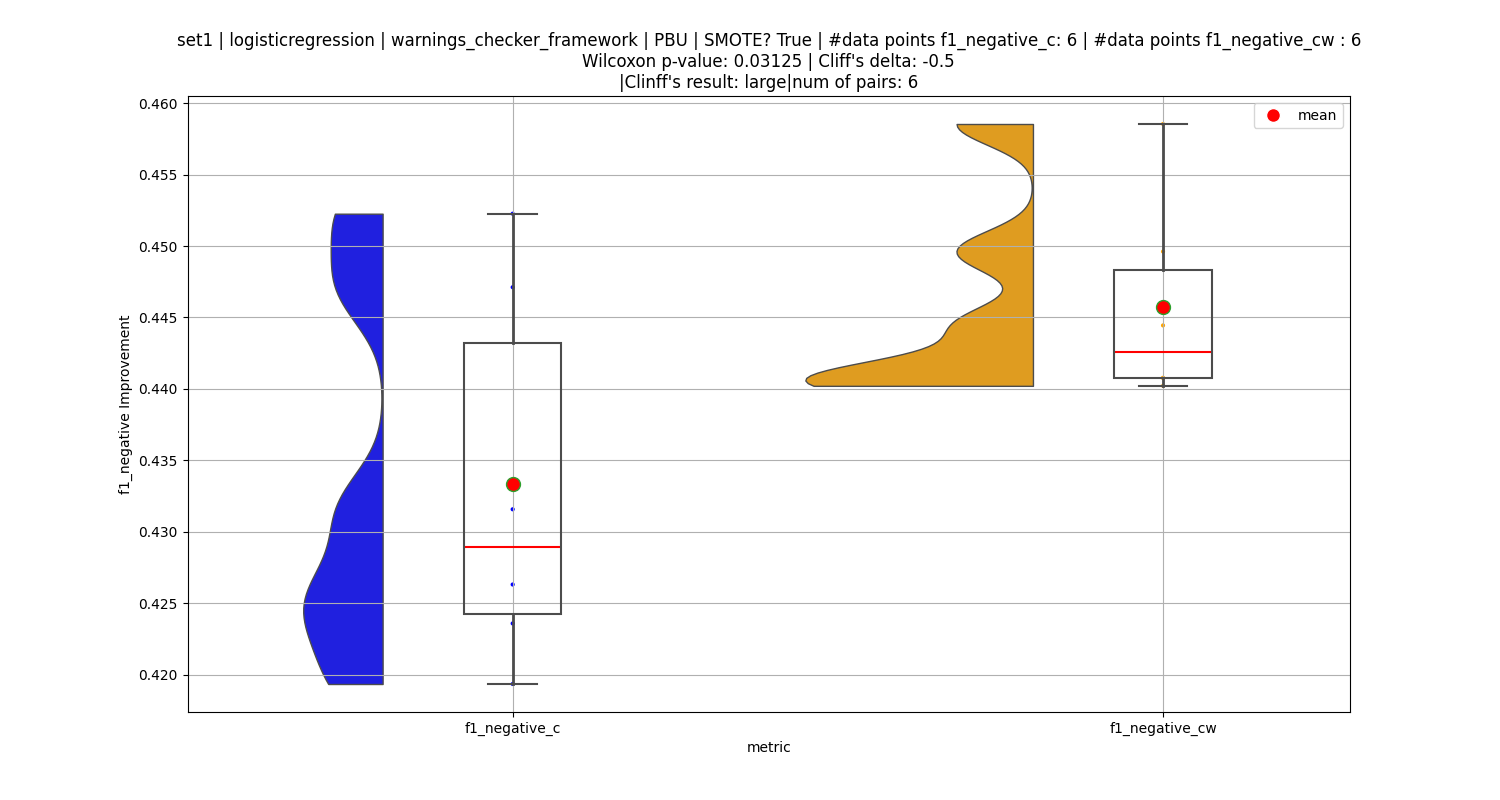 set1 | logisticregression | warnings_checker_framework | PBU | SMOTE? True | #data points f1_negative_c: 6 | #data points f1_negative_cw : 6
Wilcoxon p-value: 0.03125 | Cliff's delta: -0.5
|Clinff's result: large|num of pairs: 6
mean
0.460
0.455
0.450
0.445
0.440
0.435
0.430
0.425
0.420
f1_negative Improvement
f1_negative_c
f1_negative_cw
metric